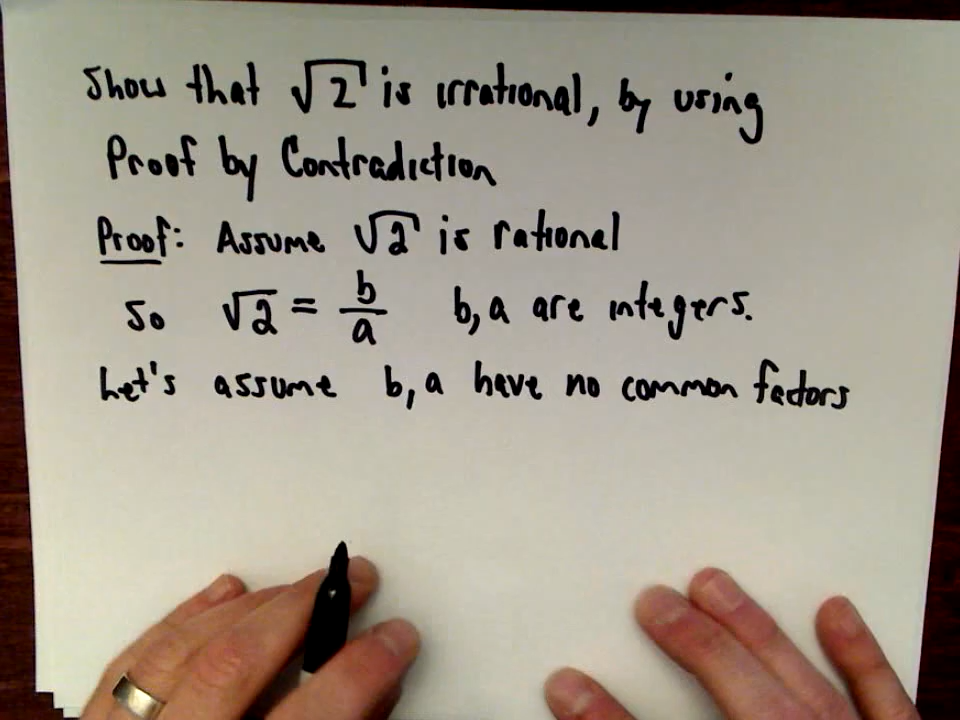 Show that √2 is irrational, by using
Proof by Contradiction
Proof: Assume √2 is rational
So √2 = b/a b, a are integers.
Let's assume b, a have no common factors